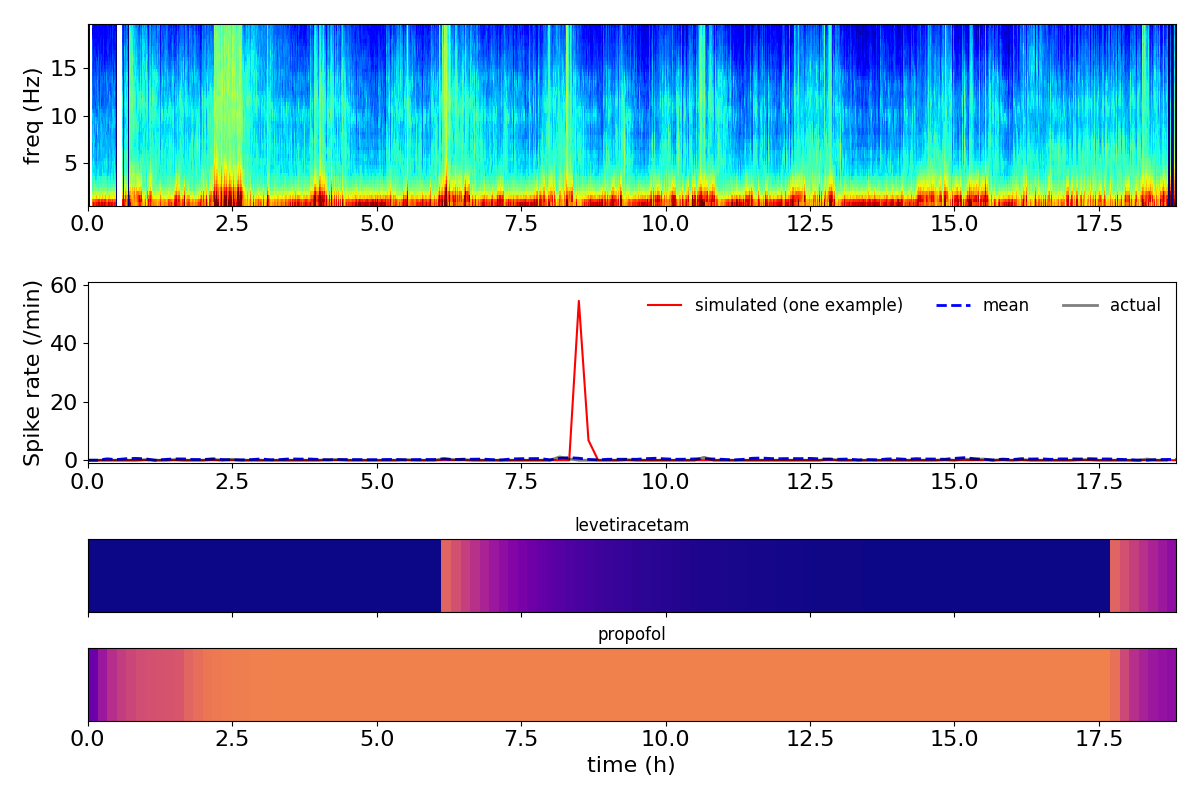 freq (Hz)
15
10
5
0.0 2.5 5.0 7.5 10.0 12.5 15.0 17.5
Spike rate (/min)
60
40
20
0
simulated (one example) mean actual
0.0 2.5 5.0 7.5 10.0 12.5 15.0 17.5
levetiracetam
propofol
0.0 2.5 5.0 7.5 10.0 12.5 15.0 17.5
time (h)